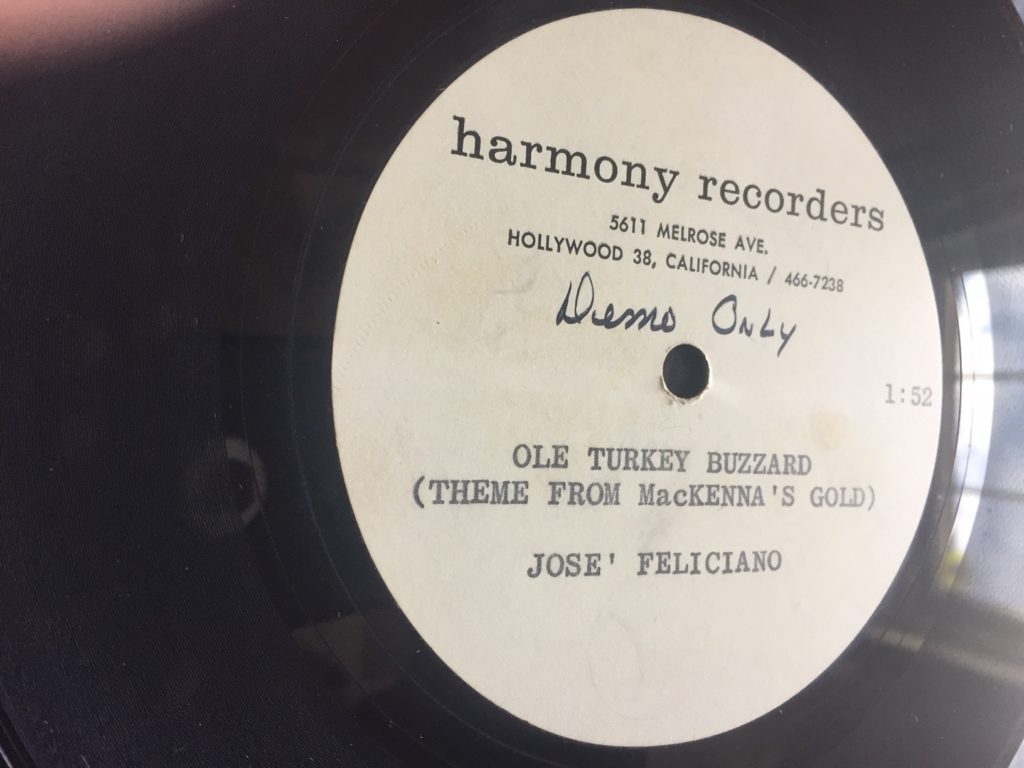 harmony recorders
5611 MELROSE AVE.
HOLLYWOOD 38, CALIFORNIA / 466-7238
Demo ONLY
1:52
OLE TURKEY BUZZARD
(THEME FROM MacKENNA'S GOLD)
JOSE' FELICIANO